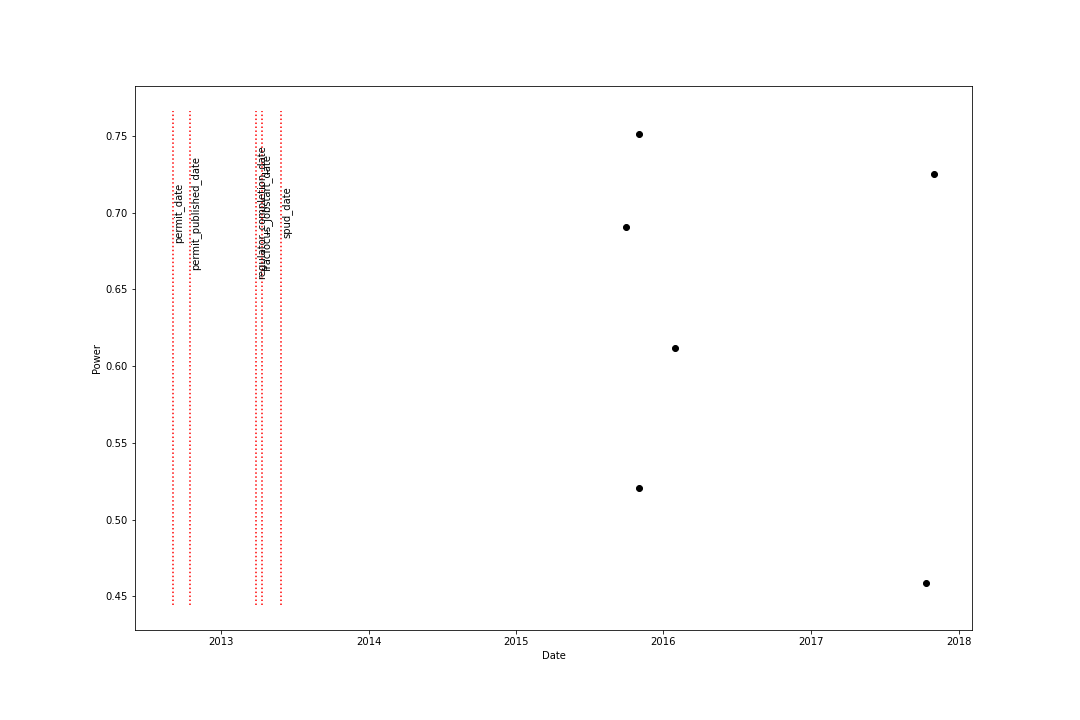 0.75
0.70
0.65
0.60
0.55
0.50
0.45
Power
permit_date
permit_published_date
regulator_completion_date
fracfocus_jobstart_date
spud_date
2013
2014
2015
2016
2017
2018
Date